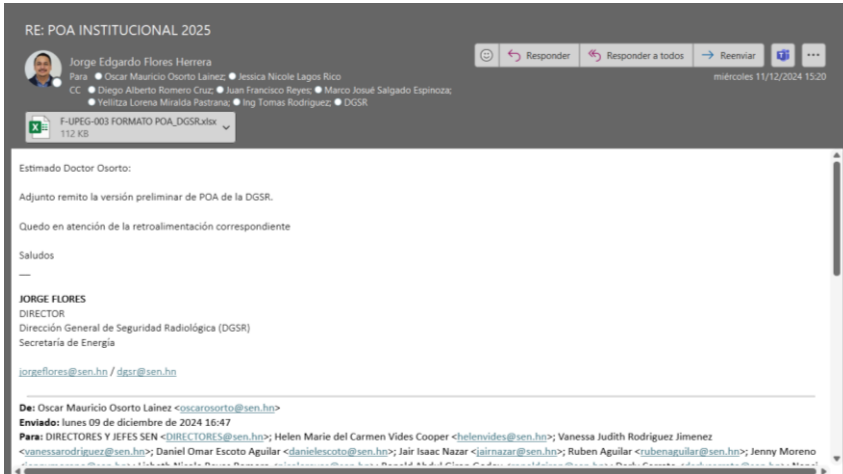 RE: POA INSTITUCIONAL 2025
Jorge Edgardo Flores Herrera
Para Oscar Mauricio Osorto Lainez; Jessica Nicole Lagos Rico
CC Diego Alberto Romero Cruz; Juan Francisco Reyes; Marco Josué Salgado Espinoza;
Yellitza Lorena Miralda Pastrana; Ing Tomas Rodriguez; DGSR
Responder
Responder a todos
Reenviar
miércoles 11/12/2024 15:20
F-UPEG-003 FORMATO POA_DGSR.xlsx
112 KB
Estimado Doctor Osorto:
Adjunto remito la versión preliminar de POA de la DGSR.
Quedo en atención de la retroalimentación correspondiente
Saludos
__
JORGE FLORES
DIRECTOR
Dirección General de Seguridad Radiológica (DGSR)
Secretaría de Energía
jorgeflores@sen.hn / dgsr@sen.hn
De: Oscar Mauricio Osorto Lainez <oscarosorto@sen.hn>
Enviado: lunes 09 de diciembre de 2024 16:47
Para: DIRECTORES Y JEFES SEN <DIRECTORES@sen.hn>; Helen Marie del Carmen Vides Cooper <helenvides@sen.hn>; Vanessa Judith Rodriguez Jimenez
<vanessarodriguez@sen.hn>; Daniel Omar Escoto Aguilar <danielescoto@sen.hn>; Jair Isaac Nazar <jairnazar@sen.hn>; Ruben Aguilar <rubenaguilar@sen.hn>; Jenny Moreno